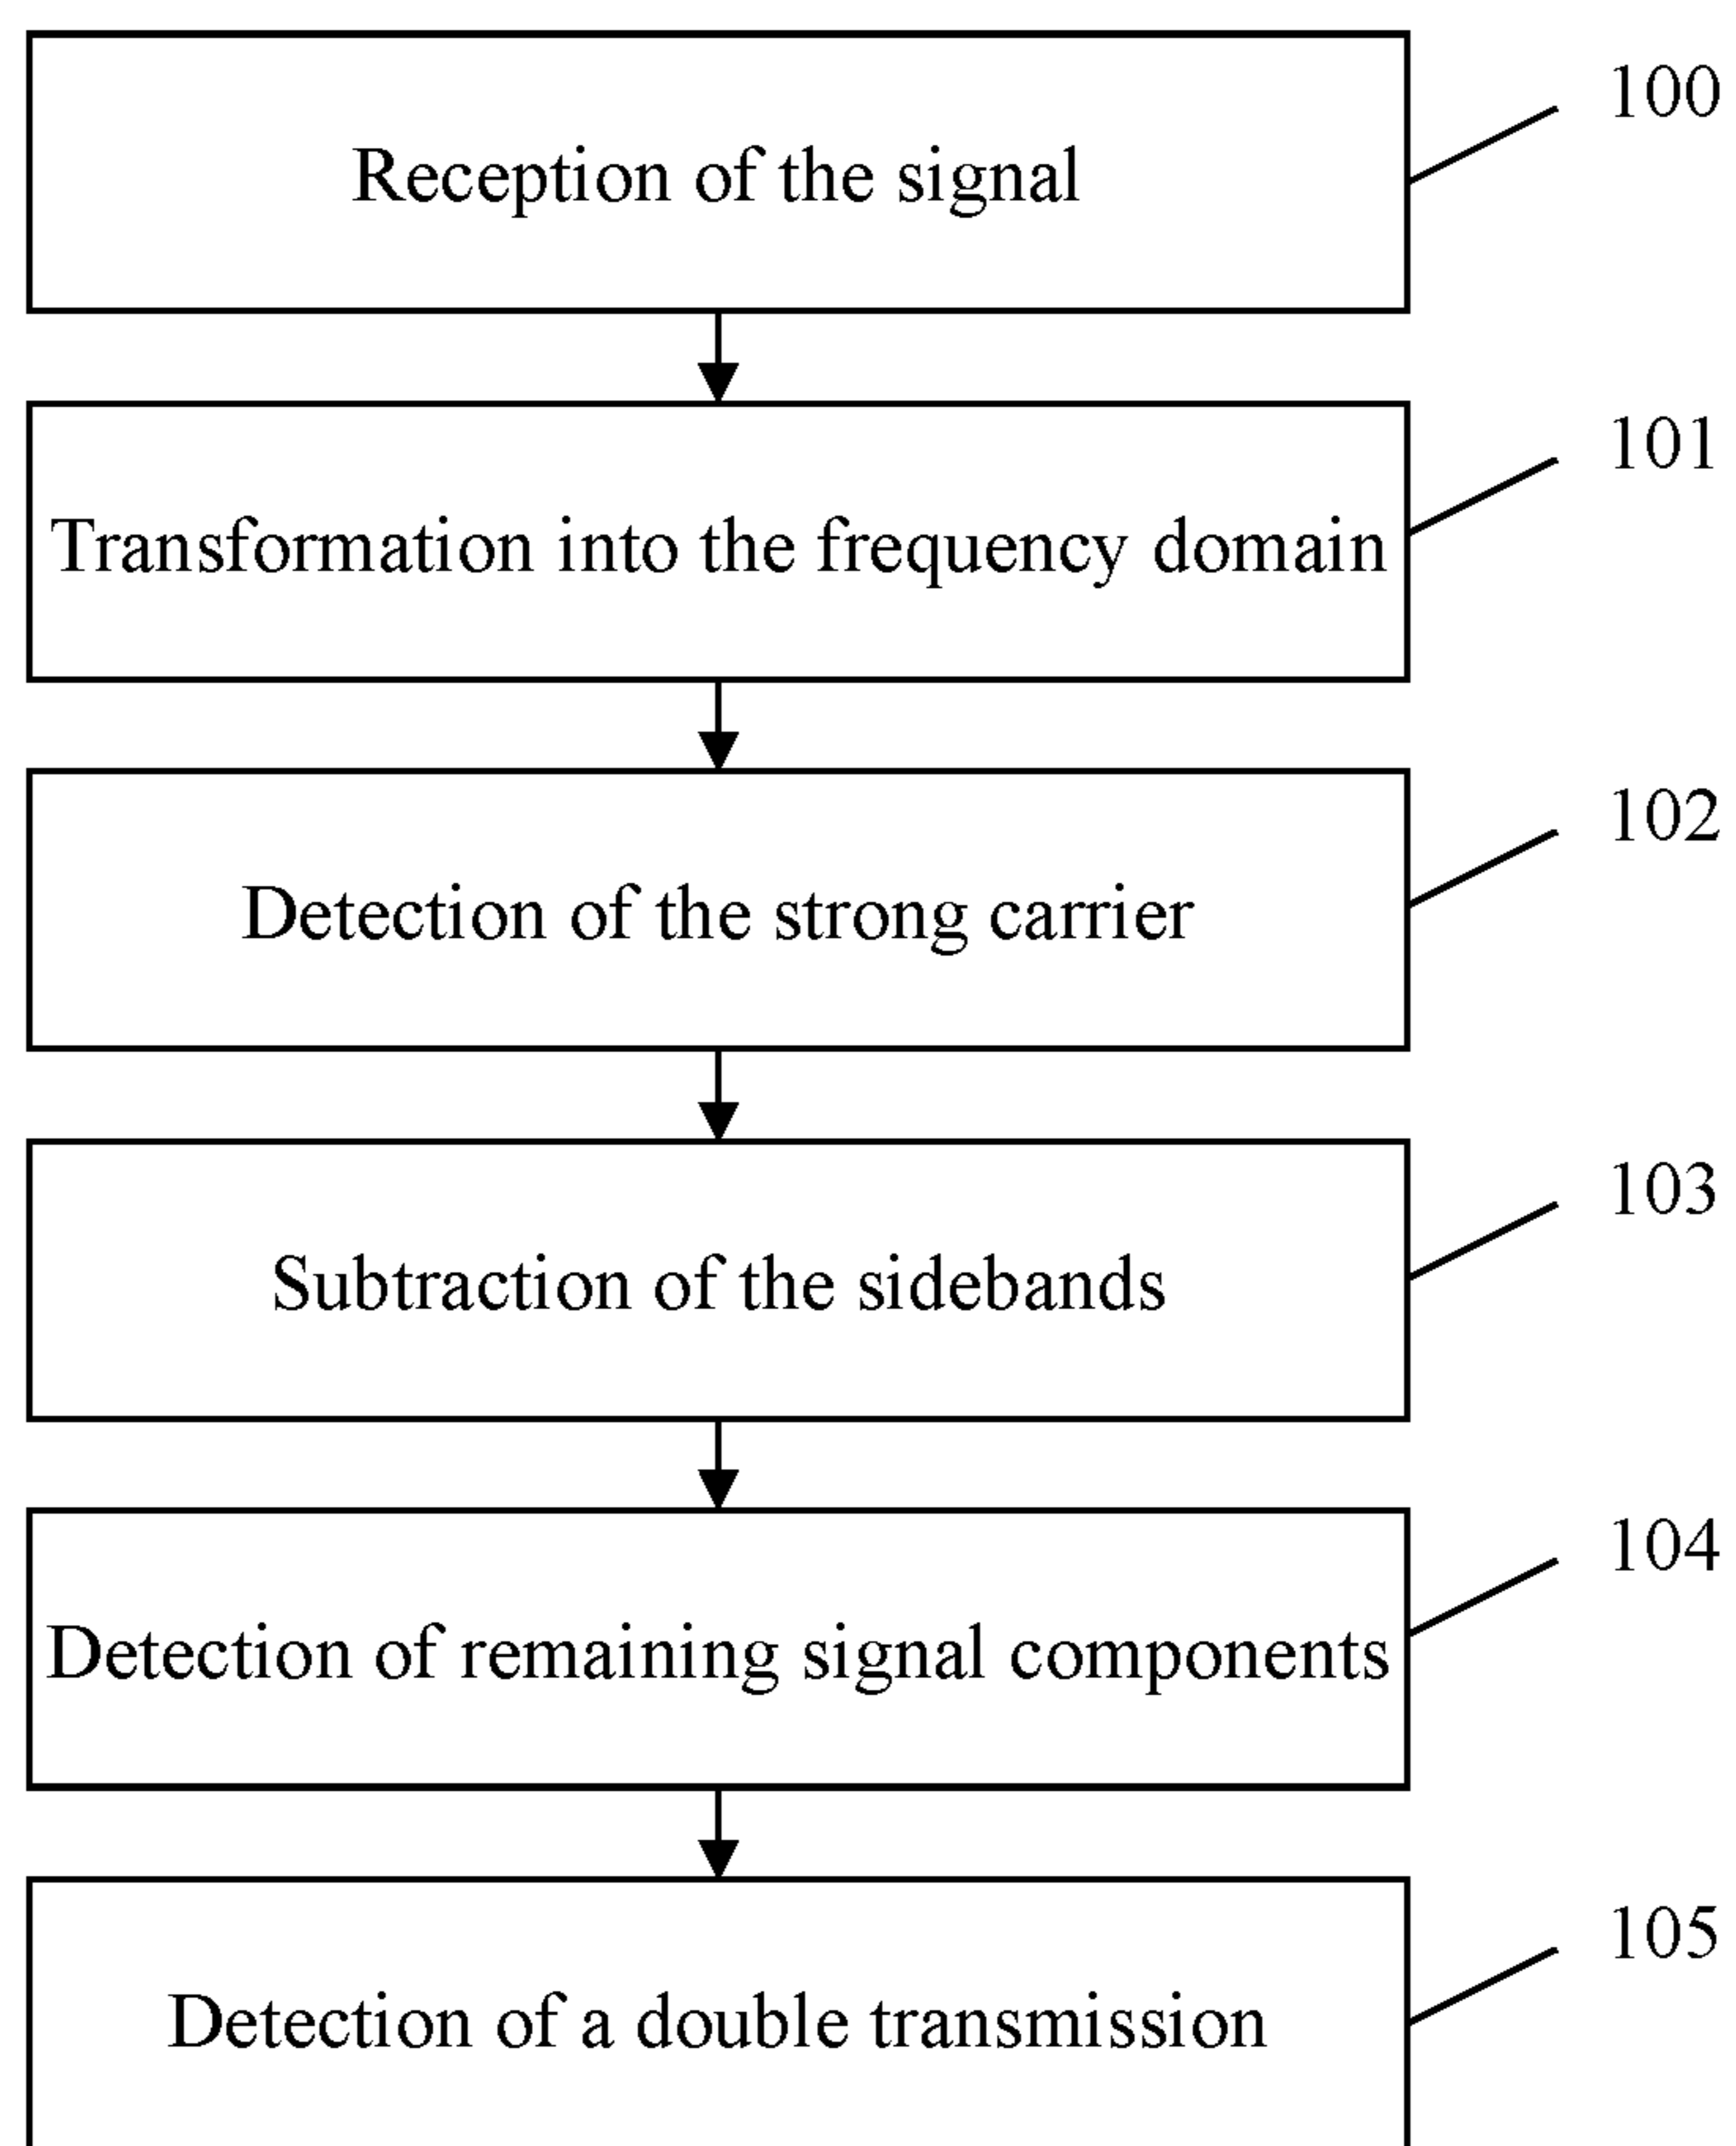 Reception of the signal
100
Transformation into the frequency domain
101
Detection of the strong carrier
102
Subtraction of the sidebands
103
Detection of remaining signal components
104
Detection of a double transmission
105